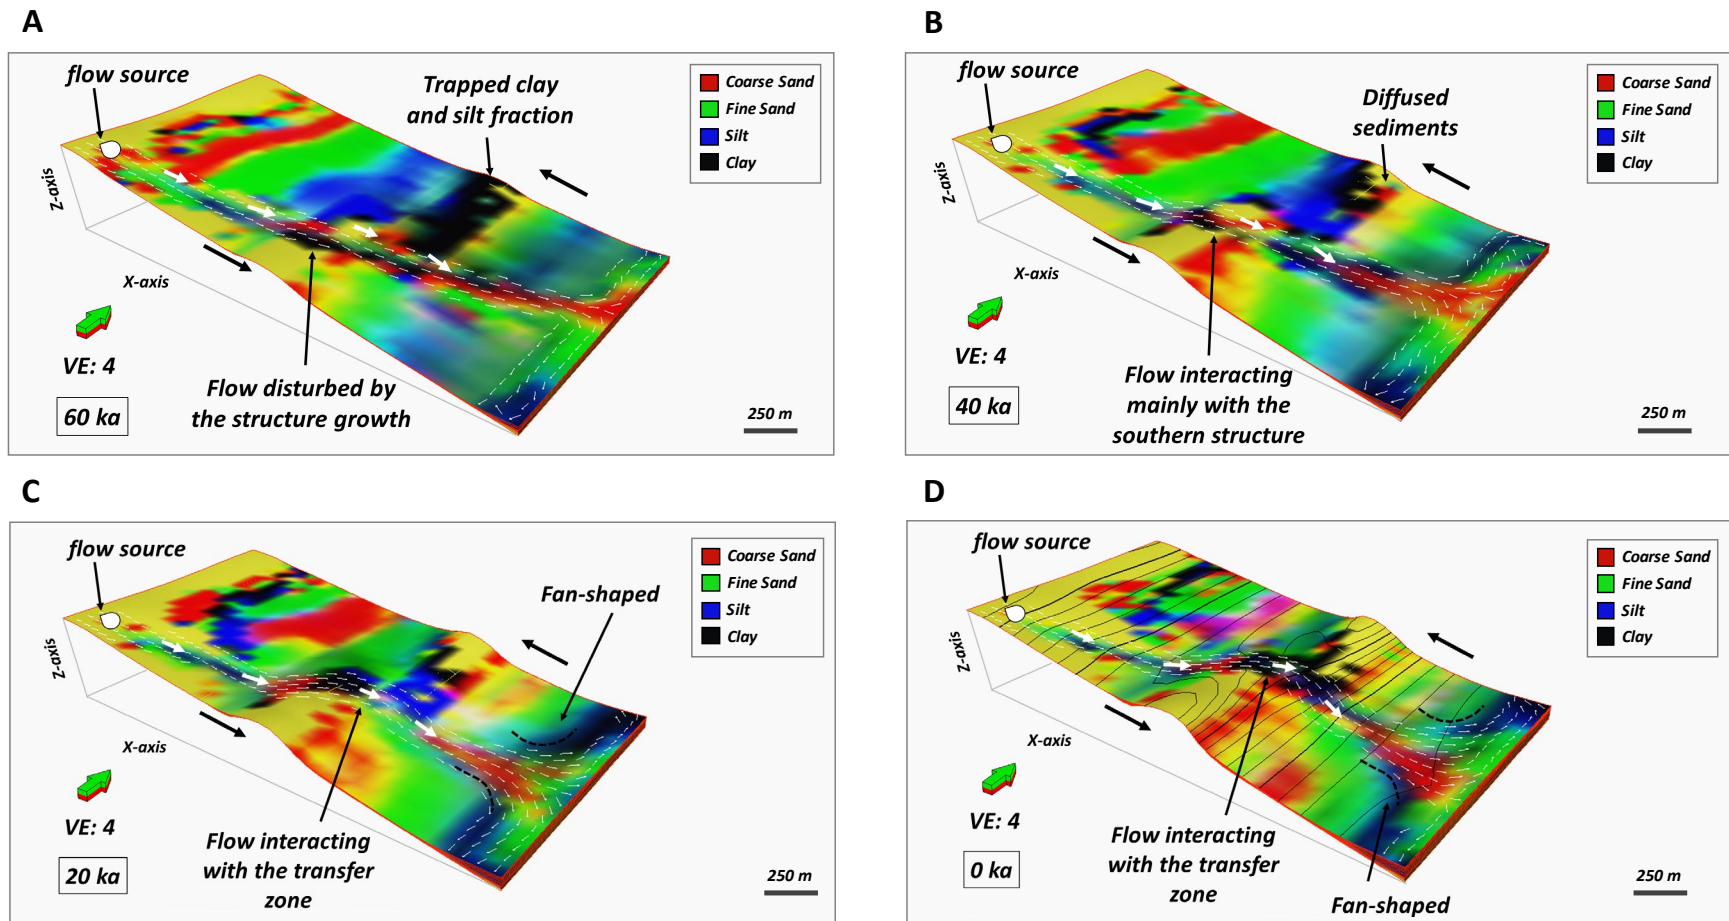 A
flow source
Trapped clay
and silt fraction
Coarse Sand
Fine Sand
Silt
Clay
Z-axis
X-axis
VE: 4
60 ka
Flow disturbed by
the structure growth
250 m
B
flow source
Diffused
sediments
Coarse Sand
Fine Sand
Silt
Clay
Z-axis
X-axis
VE: 4
40 ka
Flow interacting
mainly with the
southern structure
250 m
C
flow source
Fan-shaped
Coarse Sand
Fine Sand
Silt
Clay
Z-axis
X-axis
VE: 4
20 ka
Flow interacting
with the transfer
zone
250 m
D
flow source
Coarse Sand
Fine Sand
Silt
Clay
Z-axis
X-axis
VE: 4
0 ka
Flow interacting
with the transfer
zone
Fan-shaped
250 m